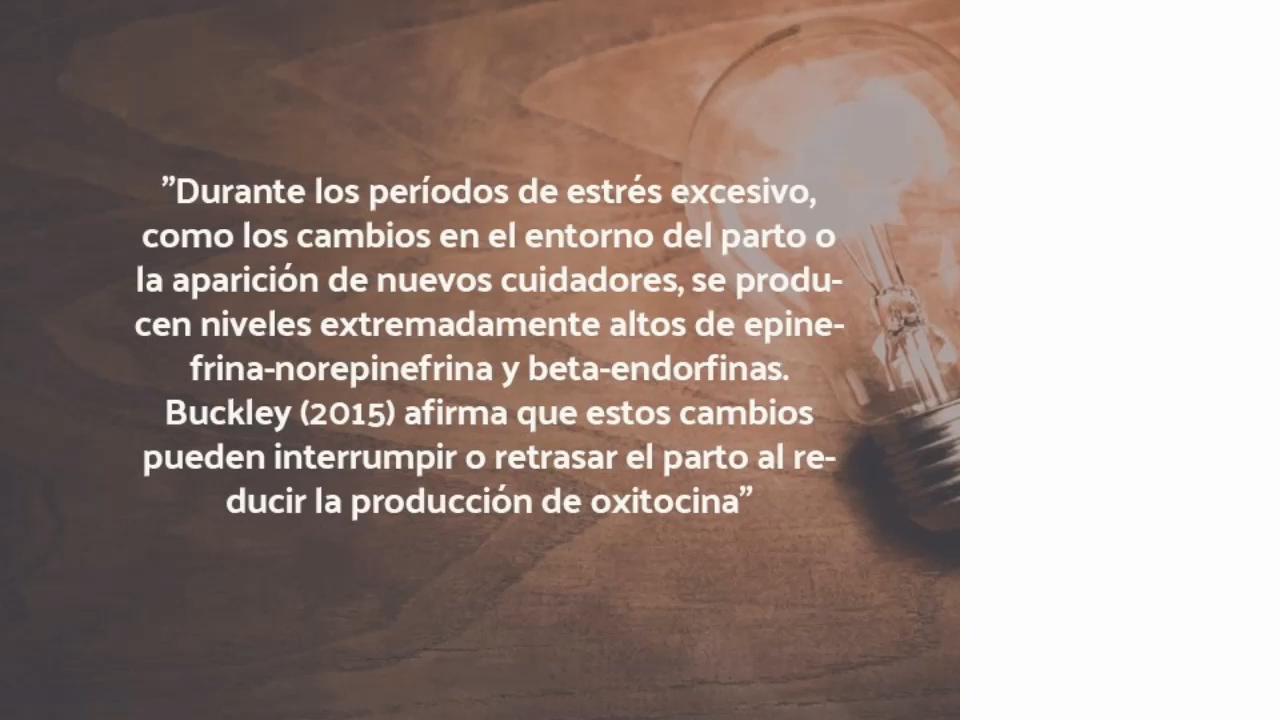 ”Durante los períodos de estrés excesivo,
como los cambios en el entorno del parto o
la aparición de nuevos cuidadores, se produ-
cen niveles extremadamente altos de epine-
frina-norepinefrina y beta-endorfinas.
Buckley (2015) afirma que estos cambios
pueden interrumpir o retrasar el parto al re-
ducir la producción de oxitocina”